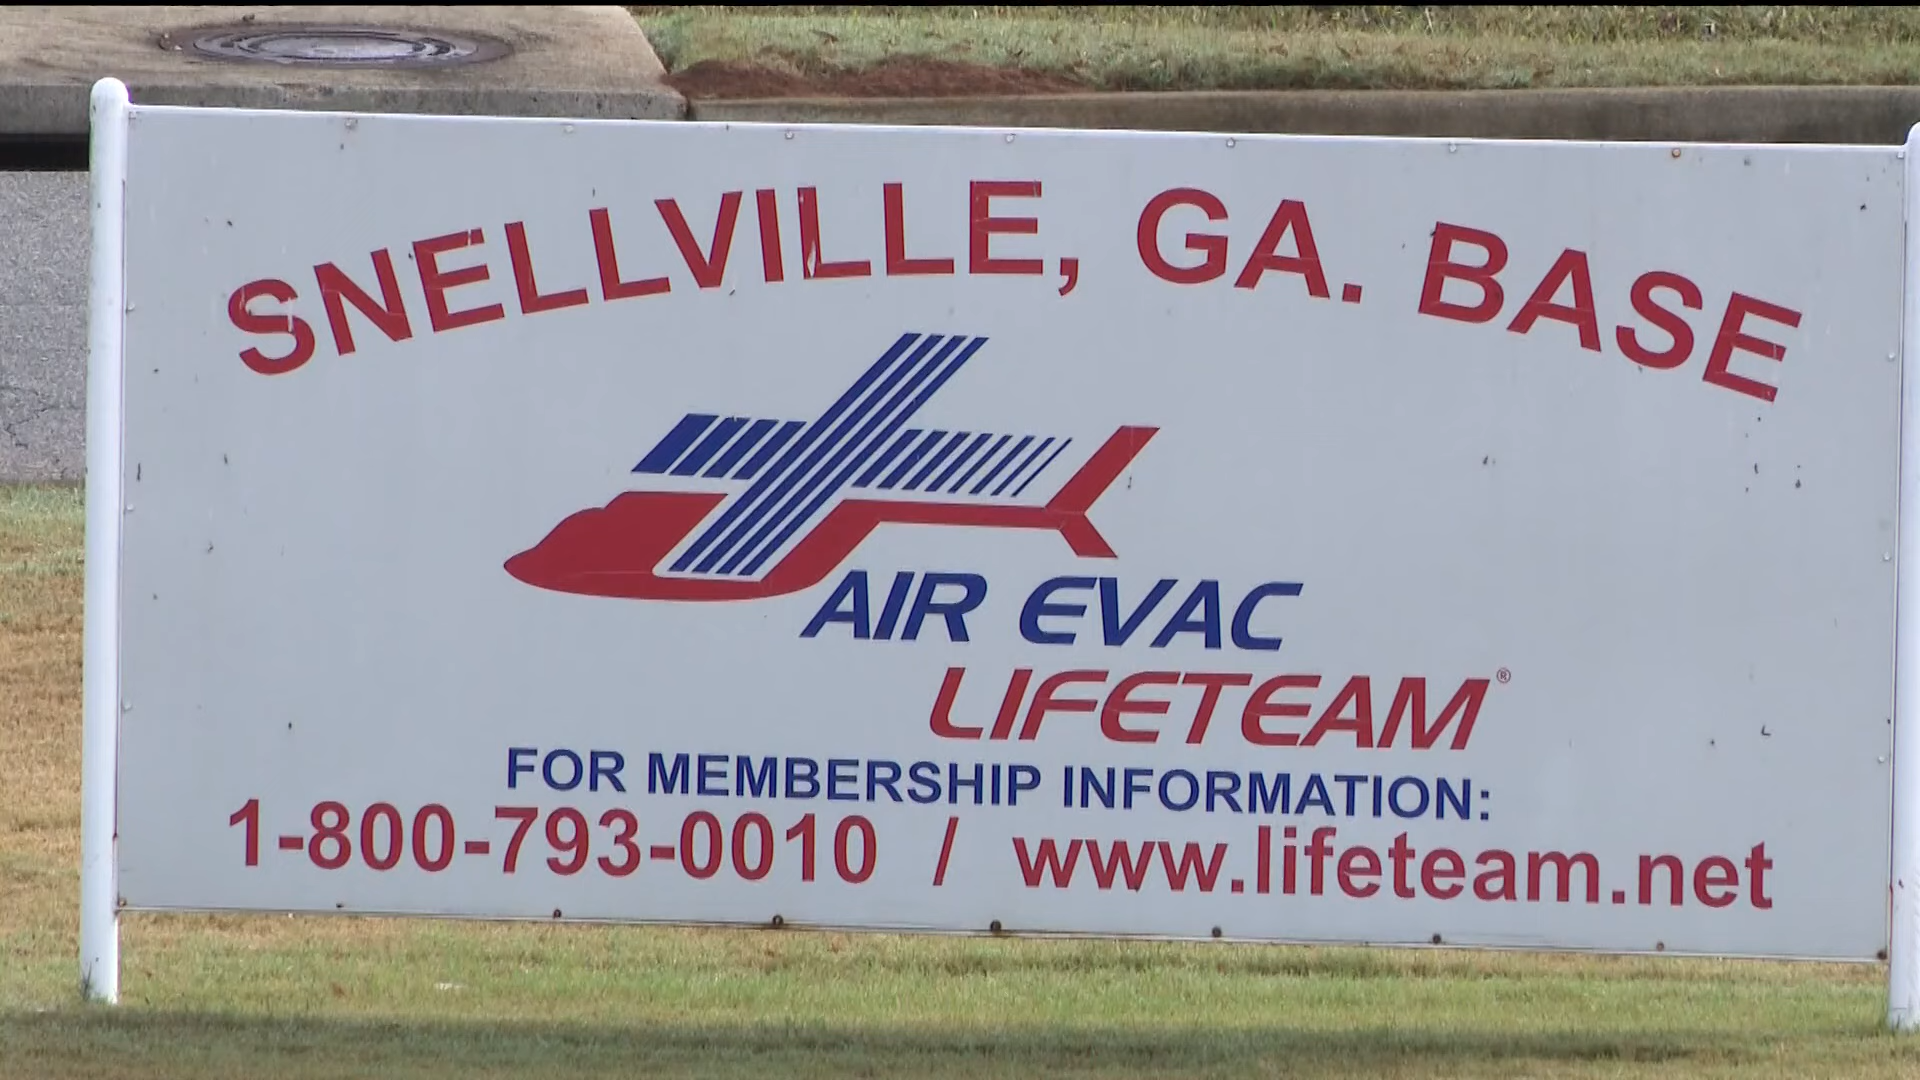 SNELLVILLE, GA. BASE
AIR EVAC
LIFETEAM®
FOR MEMBERSHIP INFORMATION:
1-800-793-0010 / www.lifeteam.net